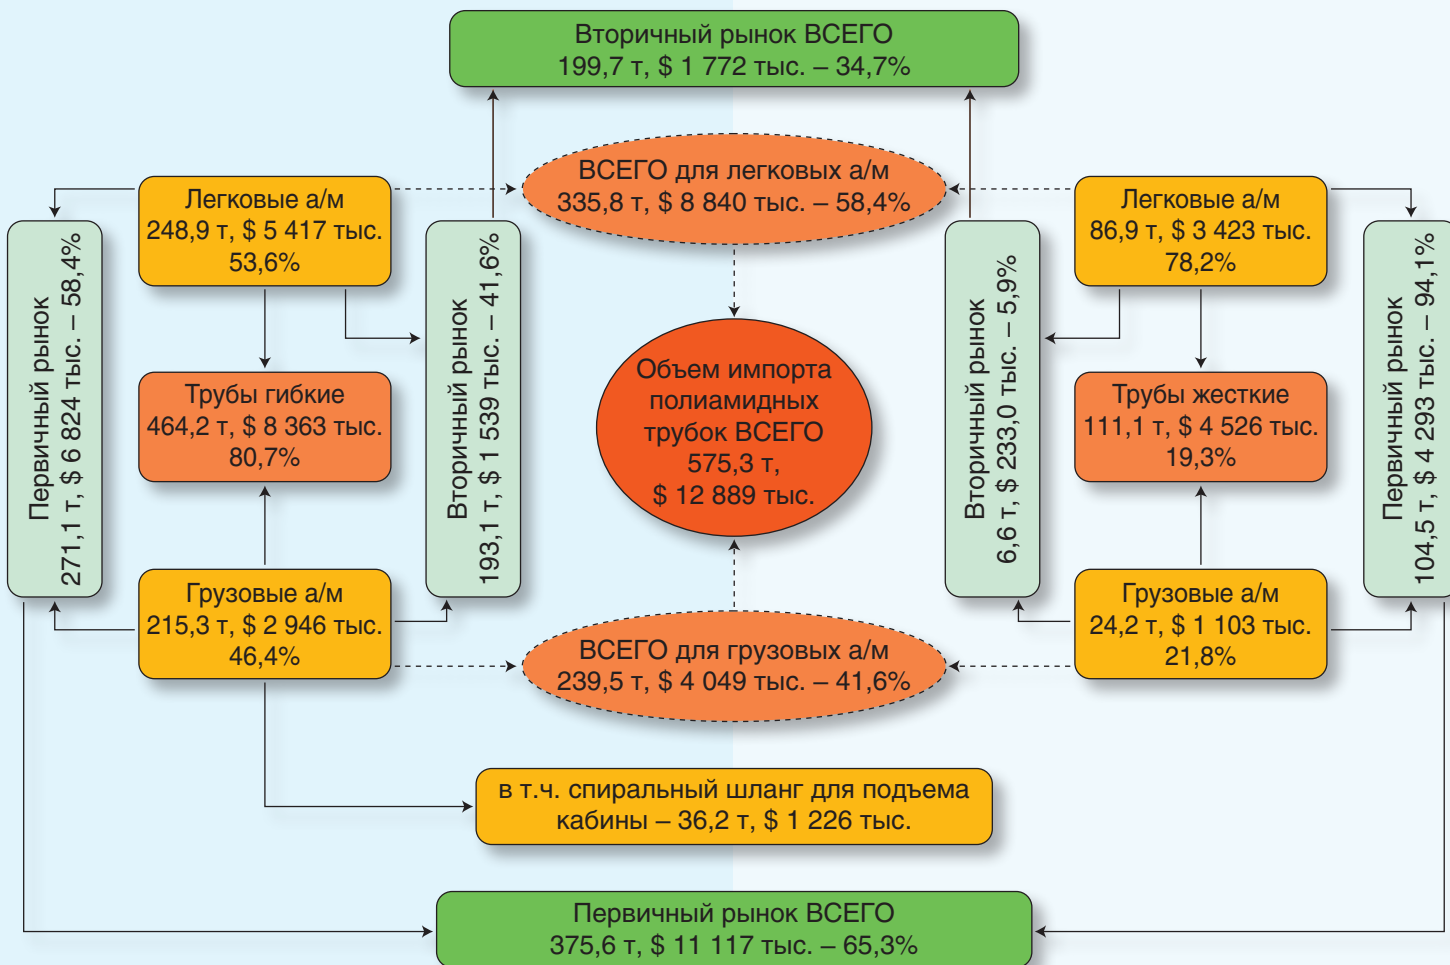 Вторичный рынок ВСЕГО
199,7 т, $ 1 772 тыс. – 34,7%
ВСЕГО для легковых а/м
335,8 т, $ 8 840 тыс. – 58,4%
Легковые а/м
248,9 т, $ 5 417 тыс.
53,6%
Легковые а/м
86,9 т, $ 3 423 тыс.
78,2%
Первичный рынок
271,1 т, $ 6 824 тыс. – 58,4%
Вторичный рынок
193,1 т, $ 1 539 тыс. – 41,6%
Вторичный рынок
6,6 т, $ 233,0 тыс. – 5,9%
Первичный рынок
104,5 т, $ 4 293 тыс. – 94,1%
Трубы гибкие
464,2 т, $ 8 363 тыс.
80,7%
Объем импорта
полиамидных
трубок ВСЕГО
575,3 т,
$ 12 889 тыс.
Трубы жесткие
111,1 т, $ 4 526 тыс.
19,3%
Грузовые а/м
215,3 т, $ 2 946 тыс.
46,4%
ВСЕГО для грузовых а/м
239,5 т, $ 4 049 тыс. – 41,6%
Грузовые а/м
24,2 т, $ 1 103 тыс.
21,8%
в т.ч. спиральный шланг для подъема
кабины – 36,2 т, $ 1 226 тыс.
Первичный рынок ВСЕГО
375,6 т, $ 11 117 тыс. – 65,3%